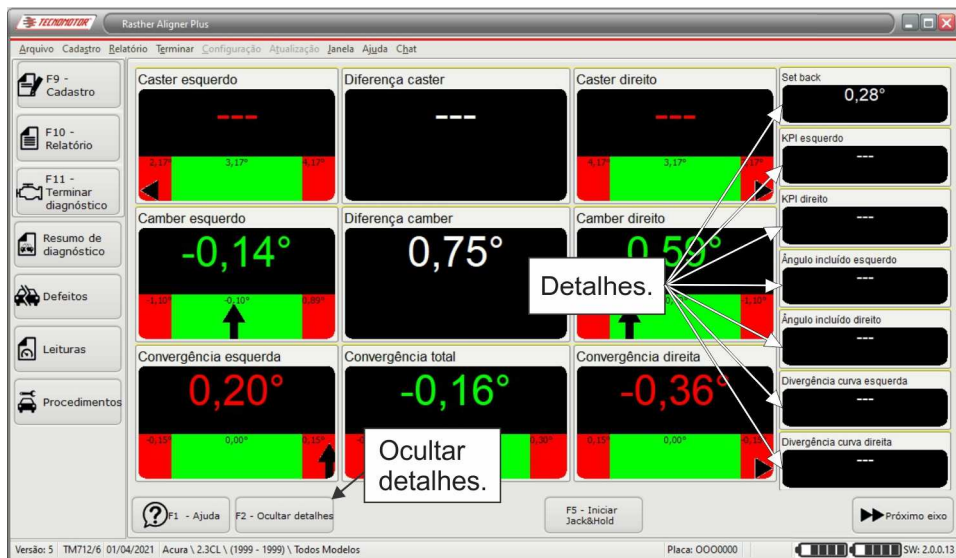 TECNOMOTOR
Rasther Aligner Plus
Arquivo Cadastro Relatório Terminar Configuração Atualização Janela Ajuda Chat
F9 -
Cadastro
F10 -
Relatório
F11 -
Terminar
diagnóstico
Resumo de
diagnóstico
Defeitos
Leituras
Procedimentos
Caster esquerdo
---
2,17° 3,17° 4,17°
Diferença caster
---
Caster direito
---
4,17° 3,17°
Camber esquerdo
-0,14°
-1,10° -0,10° 0,89°
Diferença camber
0,75°
Camber direito
0,59°
-1,10°
Convergência esquerda
0,20°
-0,15° 0,00° 0,15°
Convergência total
-0,16°
0,30°
Convergência direita
-0,36°
0,15° 0,00° -0,15°
Set back
0,28°
KPI esquerdo
---
KPI direito
---
Ângulo incluído esquerdo
---
Ângulo incluído direito
---
Divergência curva esquerda
---
Divergência curva direita
---
Detalhes.
Ocultar
detalhes.
F1 - Ajuda
F2 - Ocultar detalhes
F5 - Iniciar
Jack&Hold
Próximo eixo
Versão: 5 TM712/6 01/04/2021 Acura \ 2.3CL \ (1999 - 1999) \ Todos Modelos Placa: OOO0000 SW: 2.0.0.13